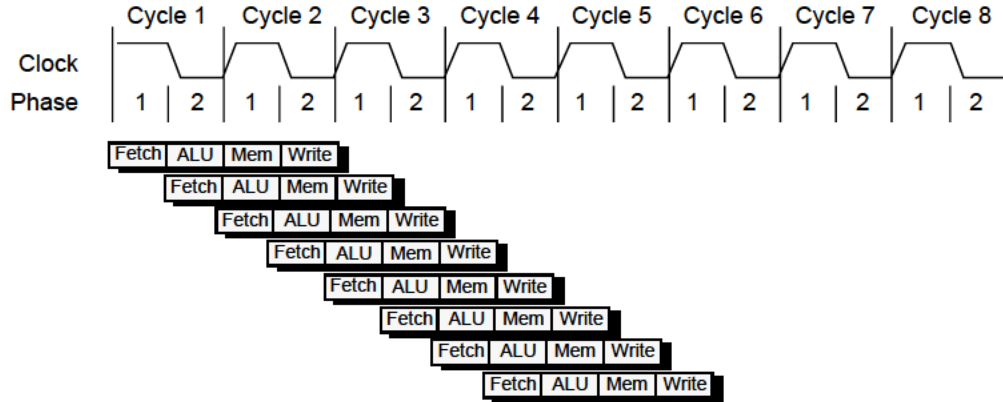 Cycle 1 Cycle 2 Cycle 3 Cycle 4 Cycle 5 Cycle 6 Cycle 7 Cycle 8
Clock
Phase 1 2 1 2 1 2 1 2 1 2 1 2 1 2 1 2
Fetch ALU Mem Write
Fetch ALU Mem Write
Fetch ALU Mem Write
Fetch ALU Mem Write
Fetch ALU Mem Write
Fetch ALU Mem Write
Fetch ALU Mem Write
Fetch ALU Mem Write